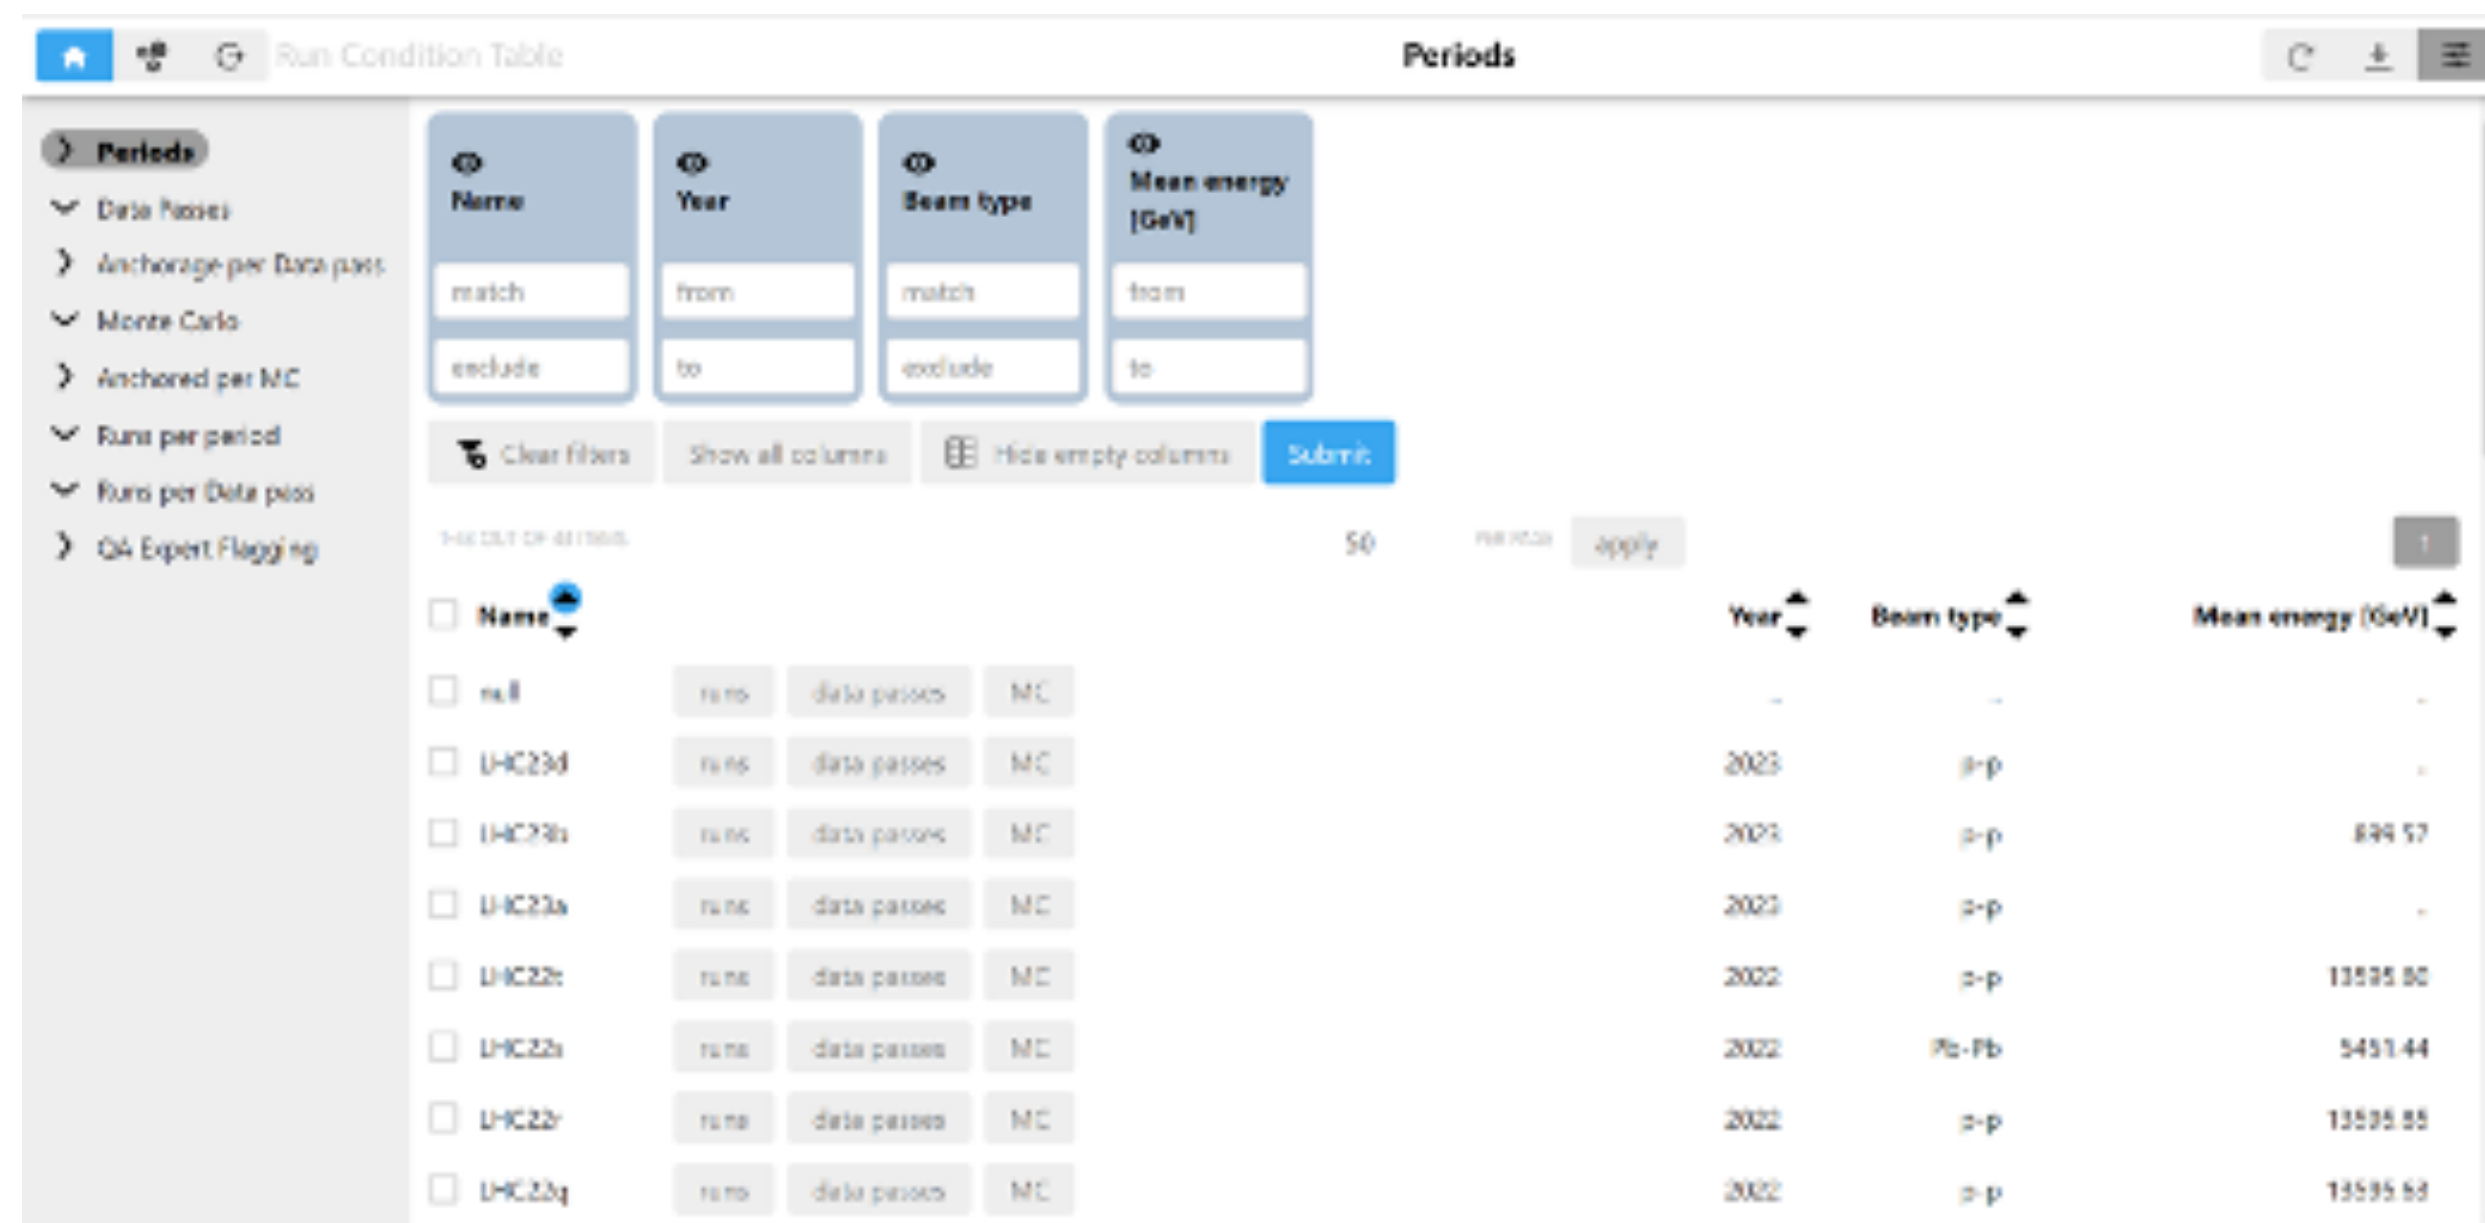 Run Condition Table Periods
Periods
Data Passes
Anchorage per Data pass
Monte Carlo
Anchored per MC
Runs per period
Runs per Data pass
QA Expert Flagging
Name Year Beam type Mean energy [GeV]
match from match from
exclude to exclude to
Clear filters Show all columns Hide empty columns Submit
50 apply 1
Name Year Beam type Mean energy [GeV]
null runs data passes MC - - -
LHC23d runs data passes MC 2023 p-p -
LHC23b runs data passes MC 2023 p-p 899.57
LHC23a runs data passes MC 2023 p-p -
LHC22t runs data passes MC 2022 p-p
LHC22s runs data passes MC 2022 Pb-Pb
LHC22r runs data passes MC 2022 p-p
LHC22q runs data passes MC 2022 p-p